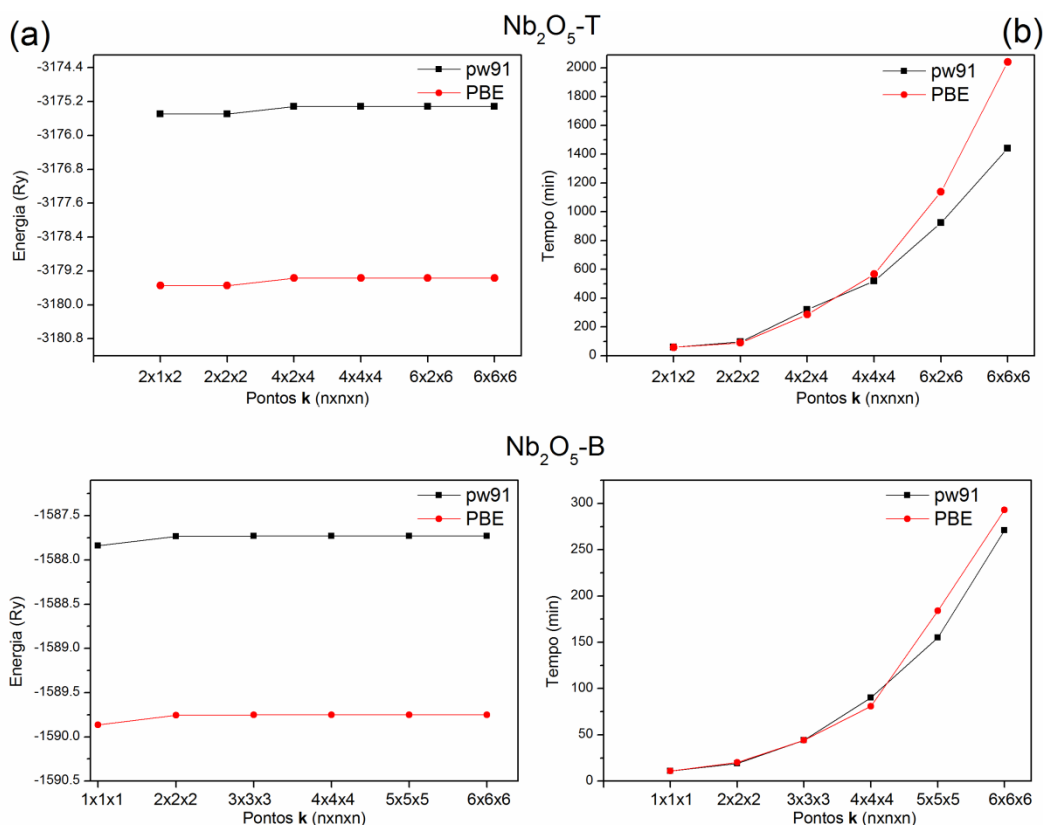 (a)
Nb₂O₅-T
(b)
pw91
PBE
Energia (Ry)
-3174.4
-3175.2
-3176.0
-3176.8
-3177.6
-3178.4
-3179.2
-3180.0
-3180.8
2x1x2 2x2x2 4x2x4 4x4x4 6x2x6 6x6x6
Pontos k (nxnxn)
pw91
PBE
Tempo (min)
2000
1800
1600
1400
1200
1000
800
600
400
200
0
2x1x2 2x2x2 4x2x4 4x4x4 6x2x6 6x6x6
Pontos k (nxnxn)
Nb₂O₅-B
pw91
PBE
Energia (Ry)
-1587.5
-1588.0
-1588.5
-1589.0
-1589.5
-1590.0
-1590.5
1x1x1 2x2x2 3x3x3 4x4x4 5x5x5 6x6x6
Pontos k (nxnxn)
pw91
PBE
Tempo (min)
300
250
200
150
100
50
0
1x1x1 2x2x2 3x3x3 4x4x4 5x5x5 6x6x6
Pontos k (nxnxn)